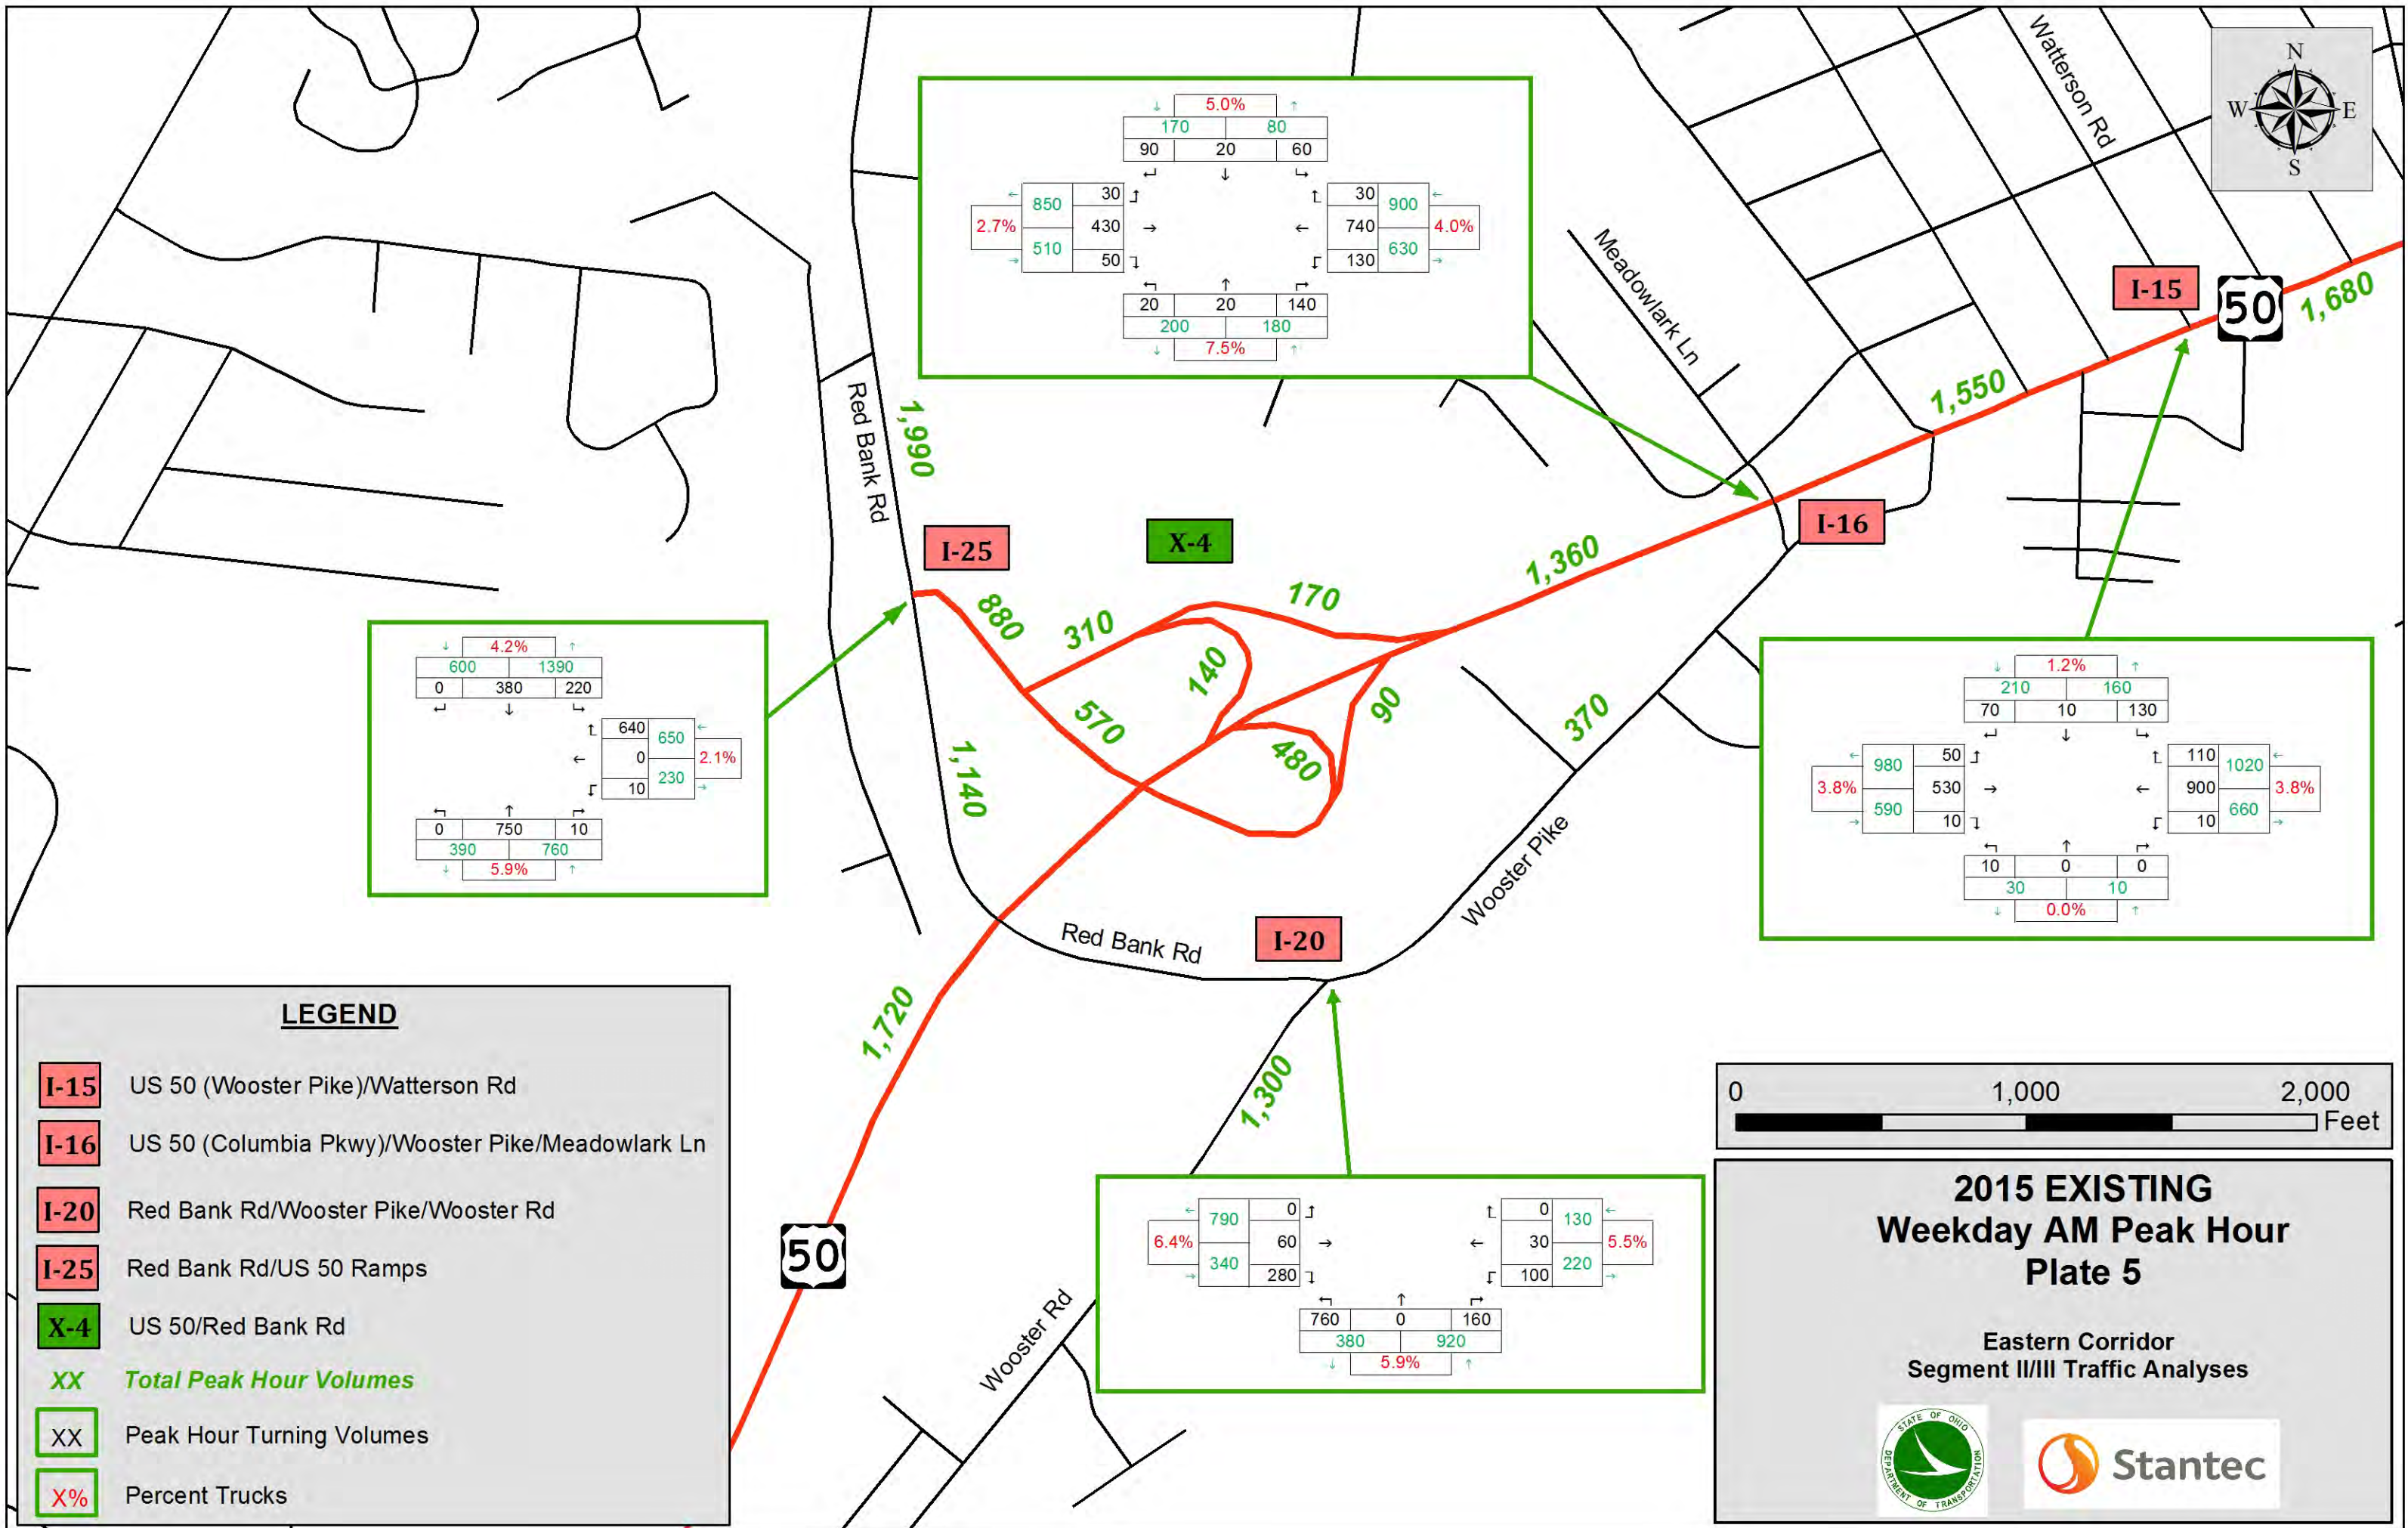 Watterson Rd
N
W E
S
5.0%
170 80
90 20 60
850 30
2.7% 430
510 50
30 900
740 4.0%
130 630
20 20 140
200 180
7.5%
Meadowlark Ln
I-15
50
1,680
1,550
Red Bank Rd
1,990
I-25
X-4
I-16
1,360
170
880
310
140
570
480
90
370
1,140
4.2%
600 1390
0 380 220
640 650
0 2.1%
10 230
0 750 10
390 760
5.9%
1.2%
210 160
70 10 130
980 50
3.8% 530
590 10
110 1020
900 3.8%
10 660
10 0 0
30 10
0.0%
Wooster Pike
Red Bank Rd
I-20
1,720
1,300
50
Wooster Rd
790 0
6.4% 60
340 280
0 130
30 5.5%
100 220
760 0 160
380 920
5.9%
LEGEND
I-15 US 50 (Wooster Pike)/Watterson Rd
I-16 US 50 (Columbia Pkwy)/Wooster Pike/Meadowlark Ln
I-20 Red Bank Rd/Wooster Pike/Wooster Rd
I-25 Red Bank Rd/US 50 Ramps
X-4 US 50/Red Bank Rd
XX Total Peak Hour Volumes
XX Peak Hour Turning Volumes
X% Percent Trucks
0 1,000 2,000
Feet
2015 EXISTING
Weekday AM Peak Hour
Plate 5
Eastern Corridor
Segment II/III Traffic Analyses
STATE OF OHIO
DEPARTMENT OF TRANSPORTATION
Stantec